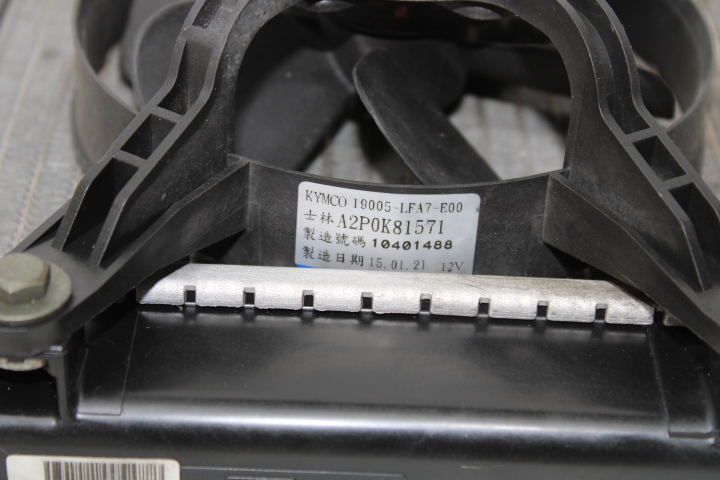 KYMCO 19005-LFA7-E00
士林 A2P0K81571
製造號碼 10401488
製造日期 15.01.21 12V